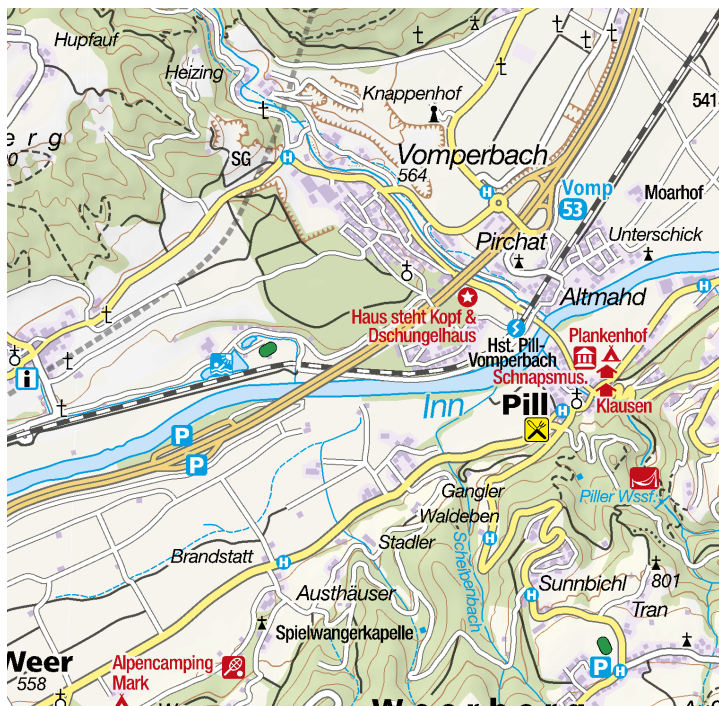 Hupfauf
Heizing
Knappenhof
541
e r g
SG
Vomperbach
564
Vomp
53
Moarhof
Pirchat
Unterschick
Altmahd
Haus steht Kopf &
Dschungelhaus
Hst. Pill-
Vomperbach
Plankenhof
Schnapsmus.
i
Inn
Pill
Klausen
P
P
Gangler
Waldeben
Piller Wssf.
Scheibenbach
Stadler
Brandstatt
Sunnbichl
801
Austhäuser
Tran
Spielwangerkapelle
Weer
558
Alpencamping
Mark
P
H
H
H
H
H
H
H
H